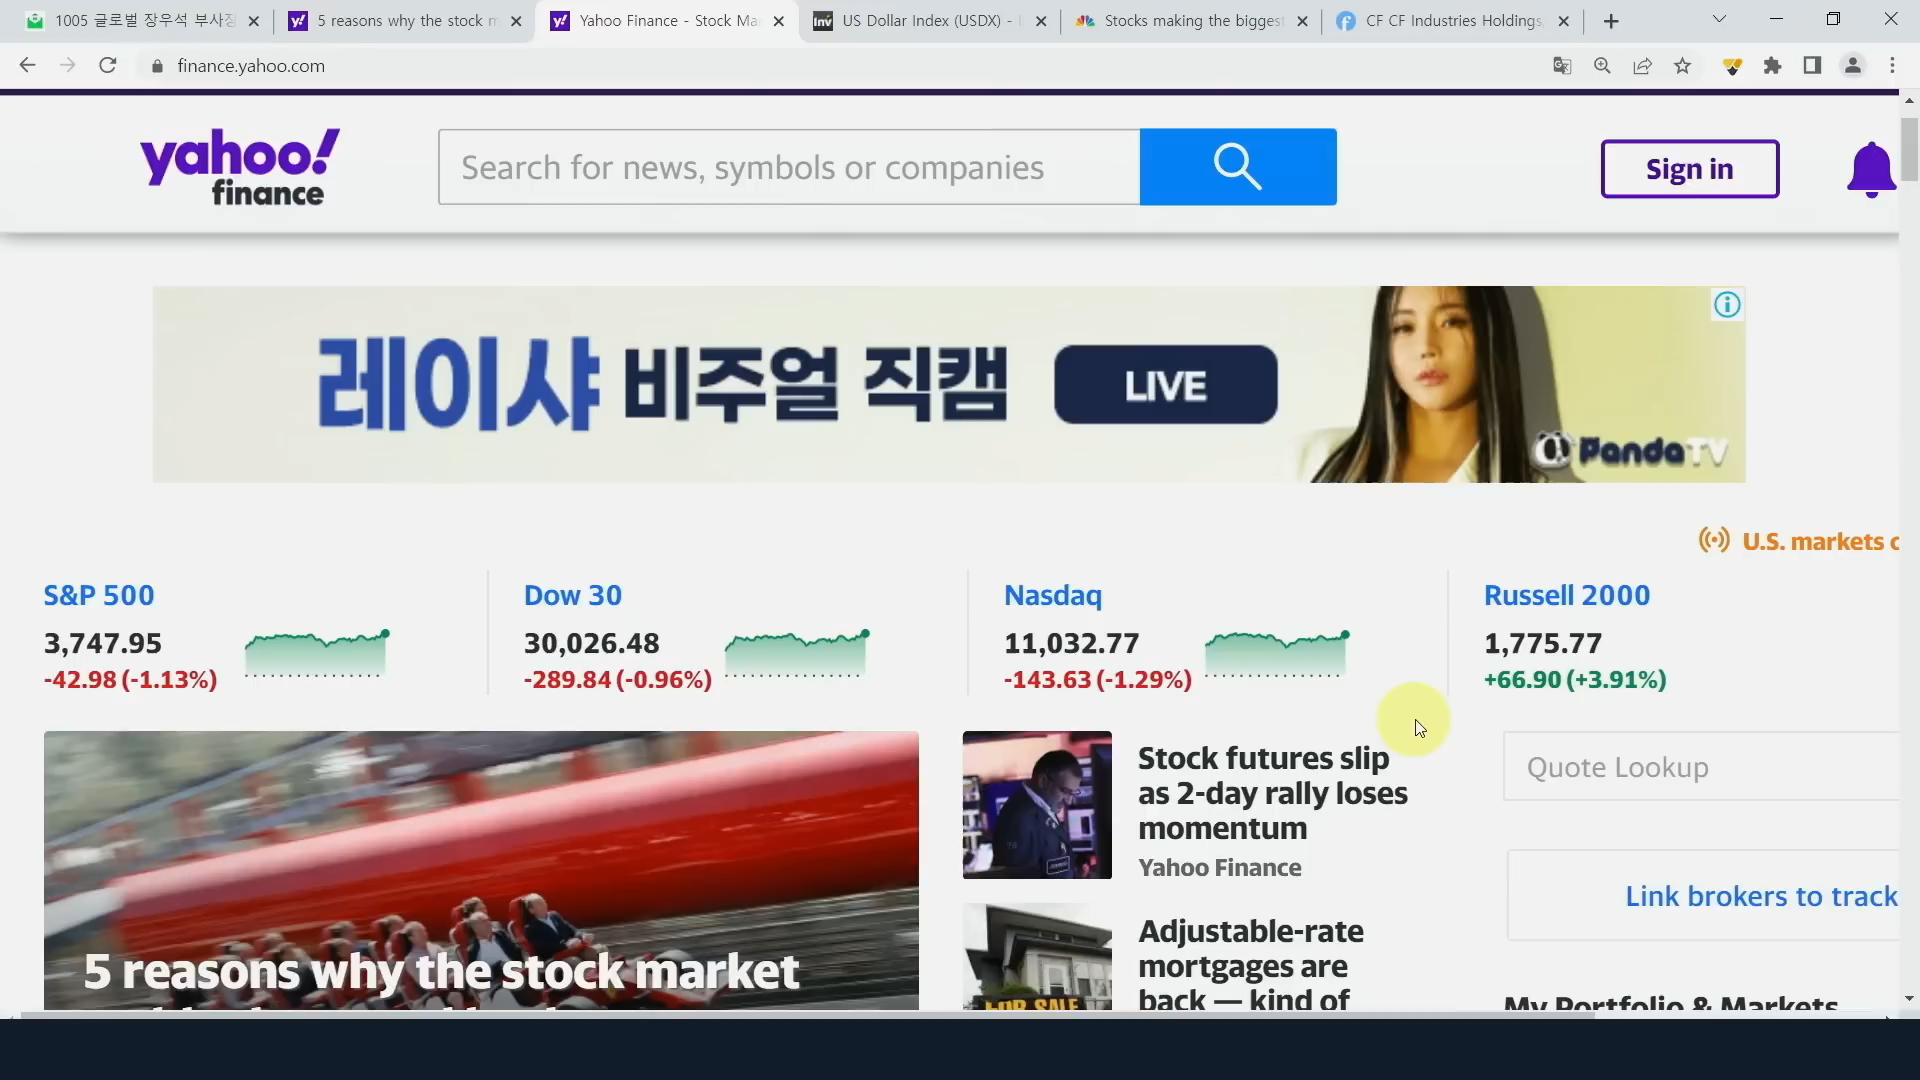 1005 글로벌 장우석 부사장
5 reasons why the stock m
Yahoo Finance - Stock Ma
US Dollar Index (USDX) -
Stocks making the biggest
CF CF Industries Holdings,
finance.yahoo.com
yahoo!
finance
Search for news, symbols or companies
Sign in
레이샤 비주얼 직캠 LIVE
PandaTV
U.S. markets c
S&P 500
3,747.95
-42.98 (-1.13%)
Dow 30
30,026.48
-289.84 (-0.96%)
Nasdaq
11,032.77
-143.63 (-1.29%)
Russell 2000
1,775.77
+66.90 (+3.91%)
5 reasons why the stock market
Stock futures slip
as 2-day rally loses
momentum
Yahoo Finance
Adjustable-rate
mortgages are
back — kind of
FOR SALE
Quote Lookup
Link brokers to track
My Portfolio & Markets